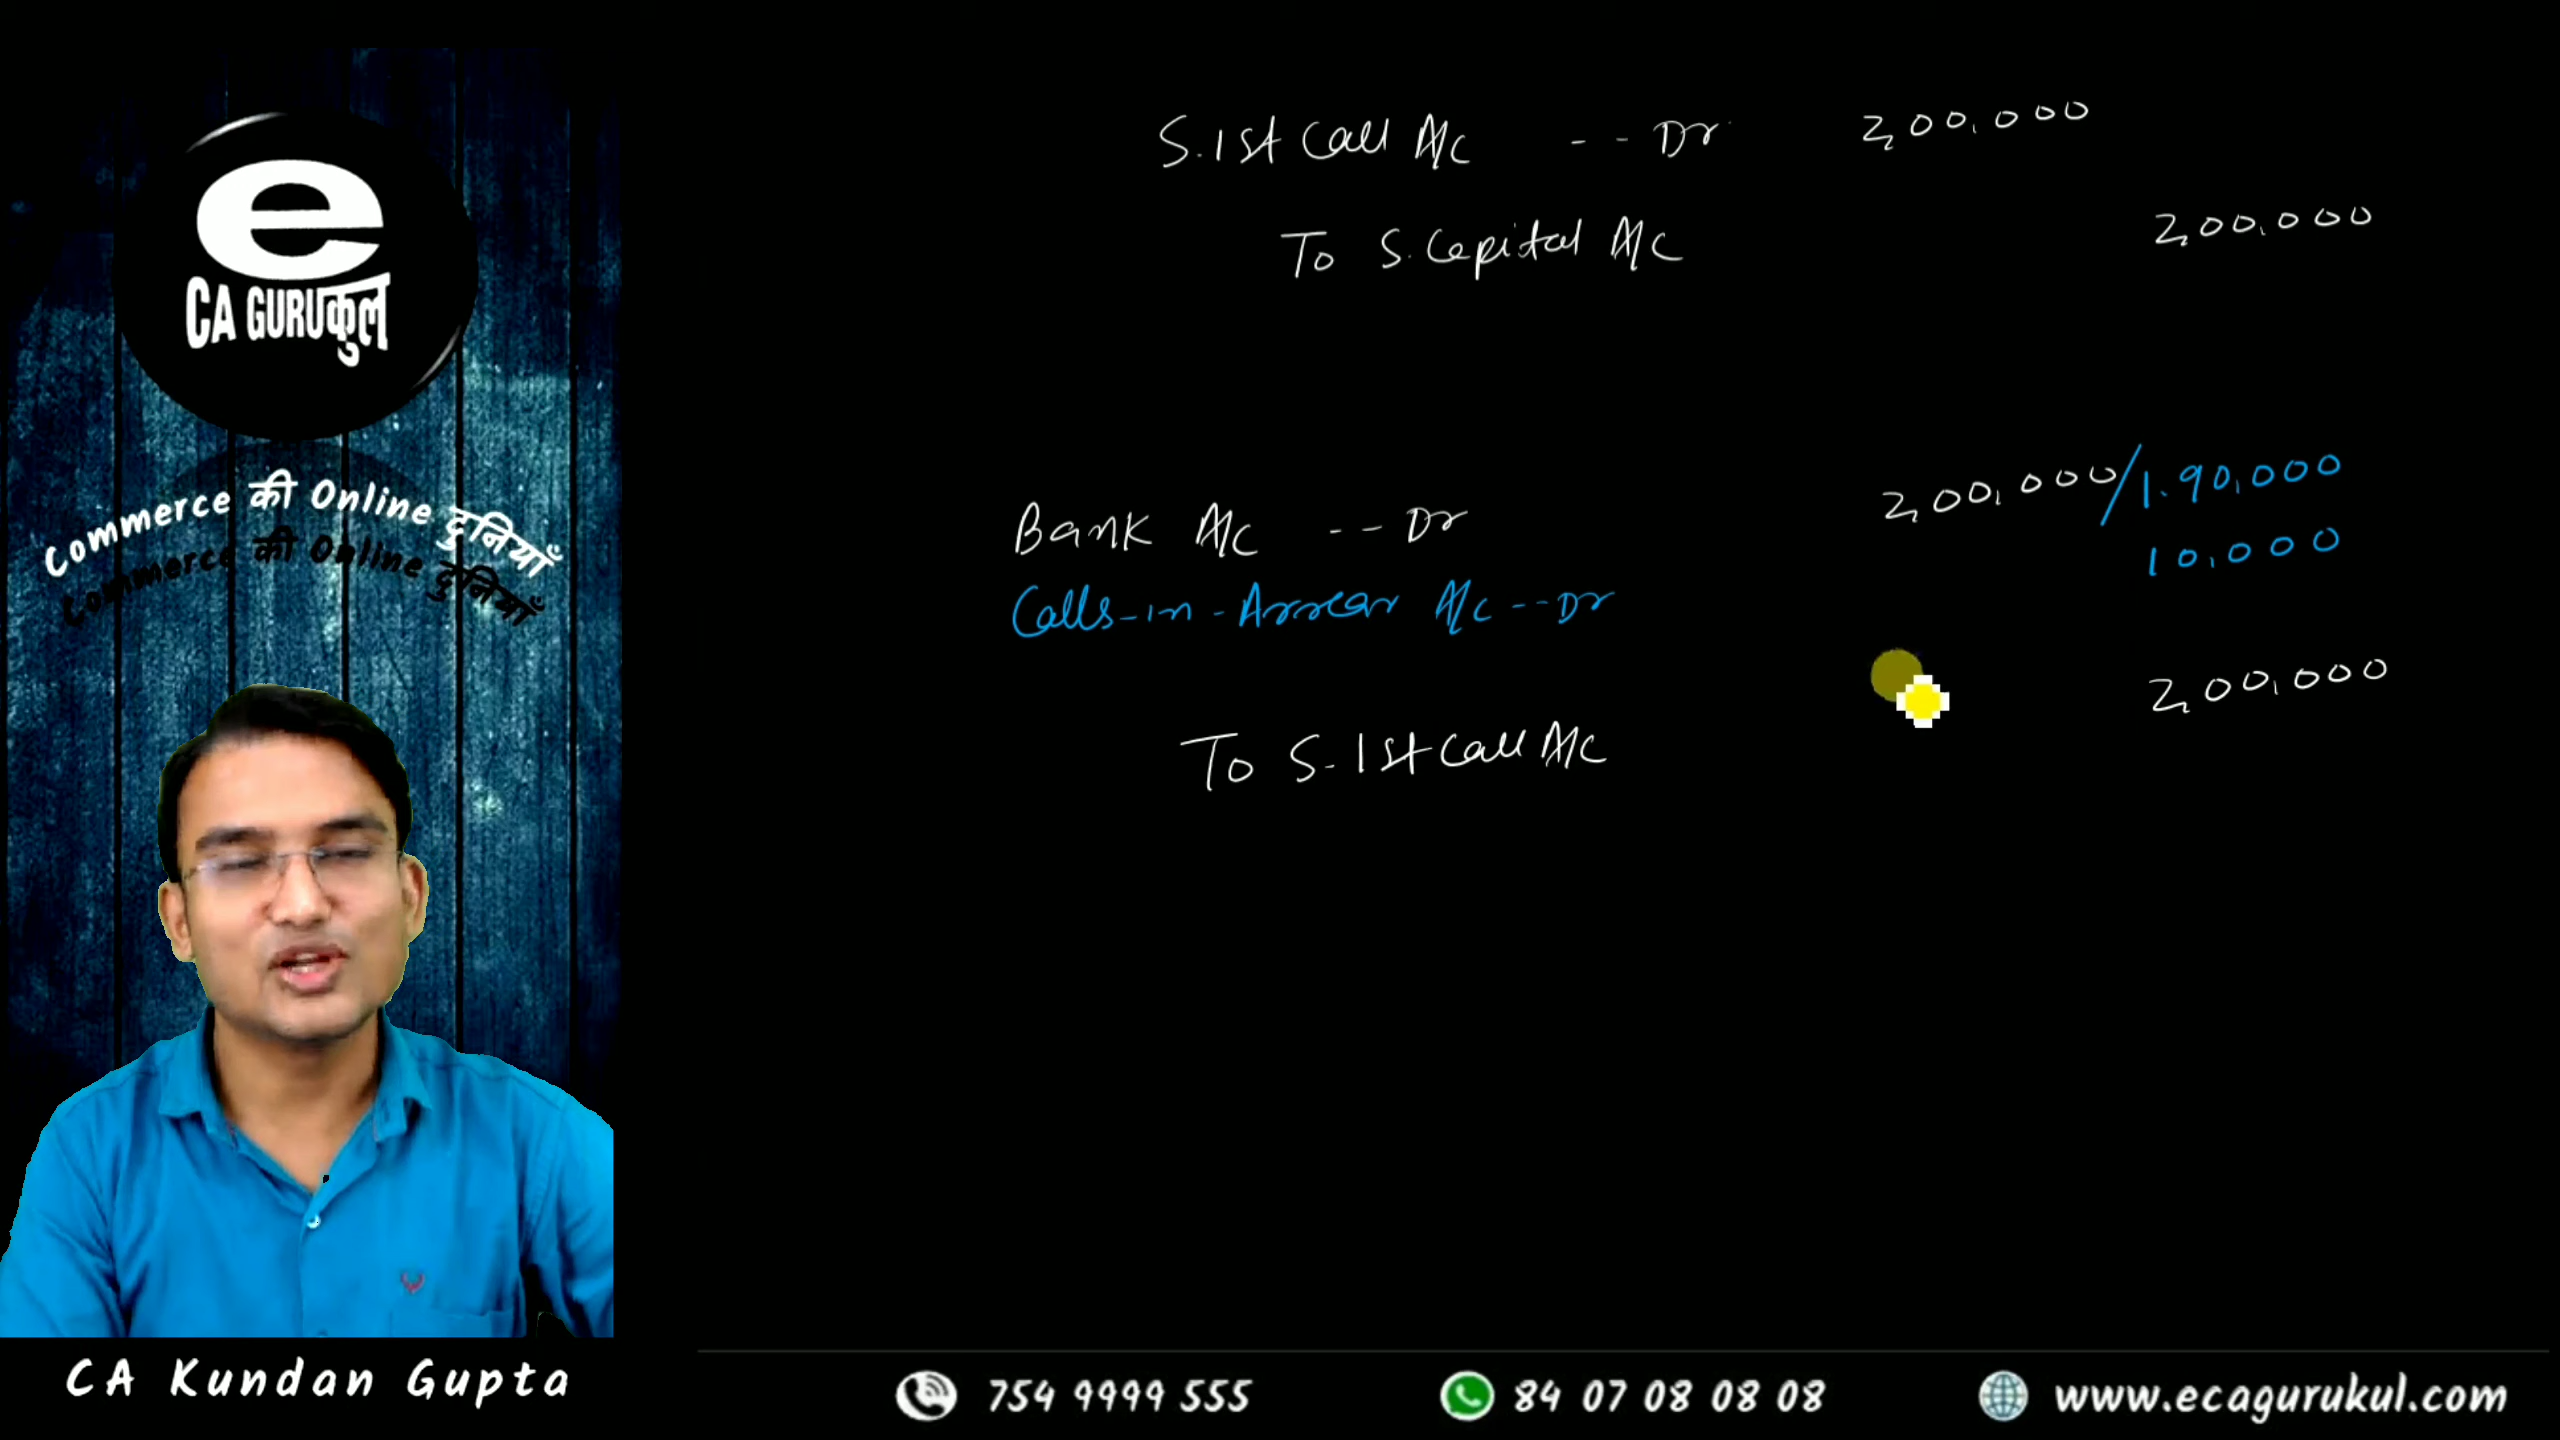 e
CA GURUकुल
Commerce की Online दुनियाँ
S. 1st Call A/c - - Dr 2,00,000
To S. Capital A/c 2,00,000
Bank A/c - - Dr 2,00,000/1,90,000
Calls-in-Arrear A/c - - Dr 10,000
To S. 1st Call A/c 2,00,000
CA Kundan Gupta
754 9999 555
84 07 08 08 08
www.ecagurukul.com